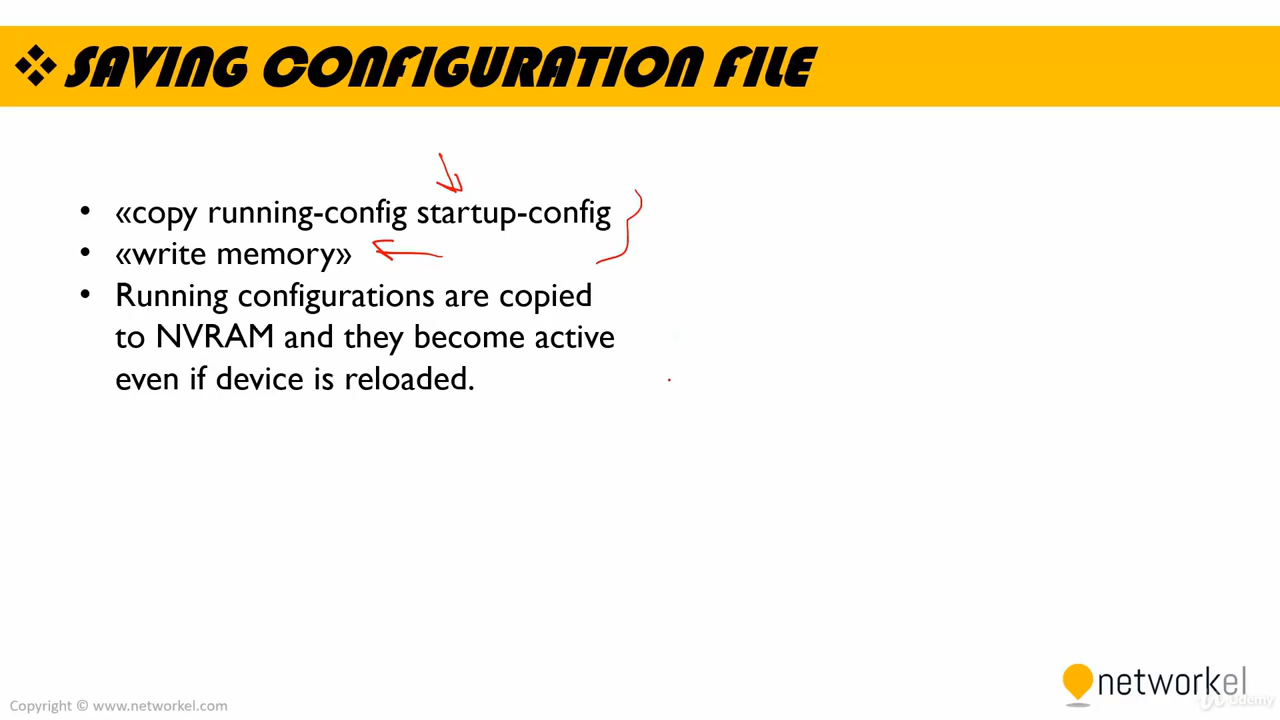 ❖ SAVING CONFIGURATION FILE
• «copy running-config startup-config
• «write memory»
• Running configurations are copied
to NVRAM and they become active
even if device is reloaded.
networkel
Udemy
Copyright © www.networkel.com